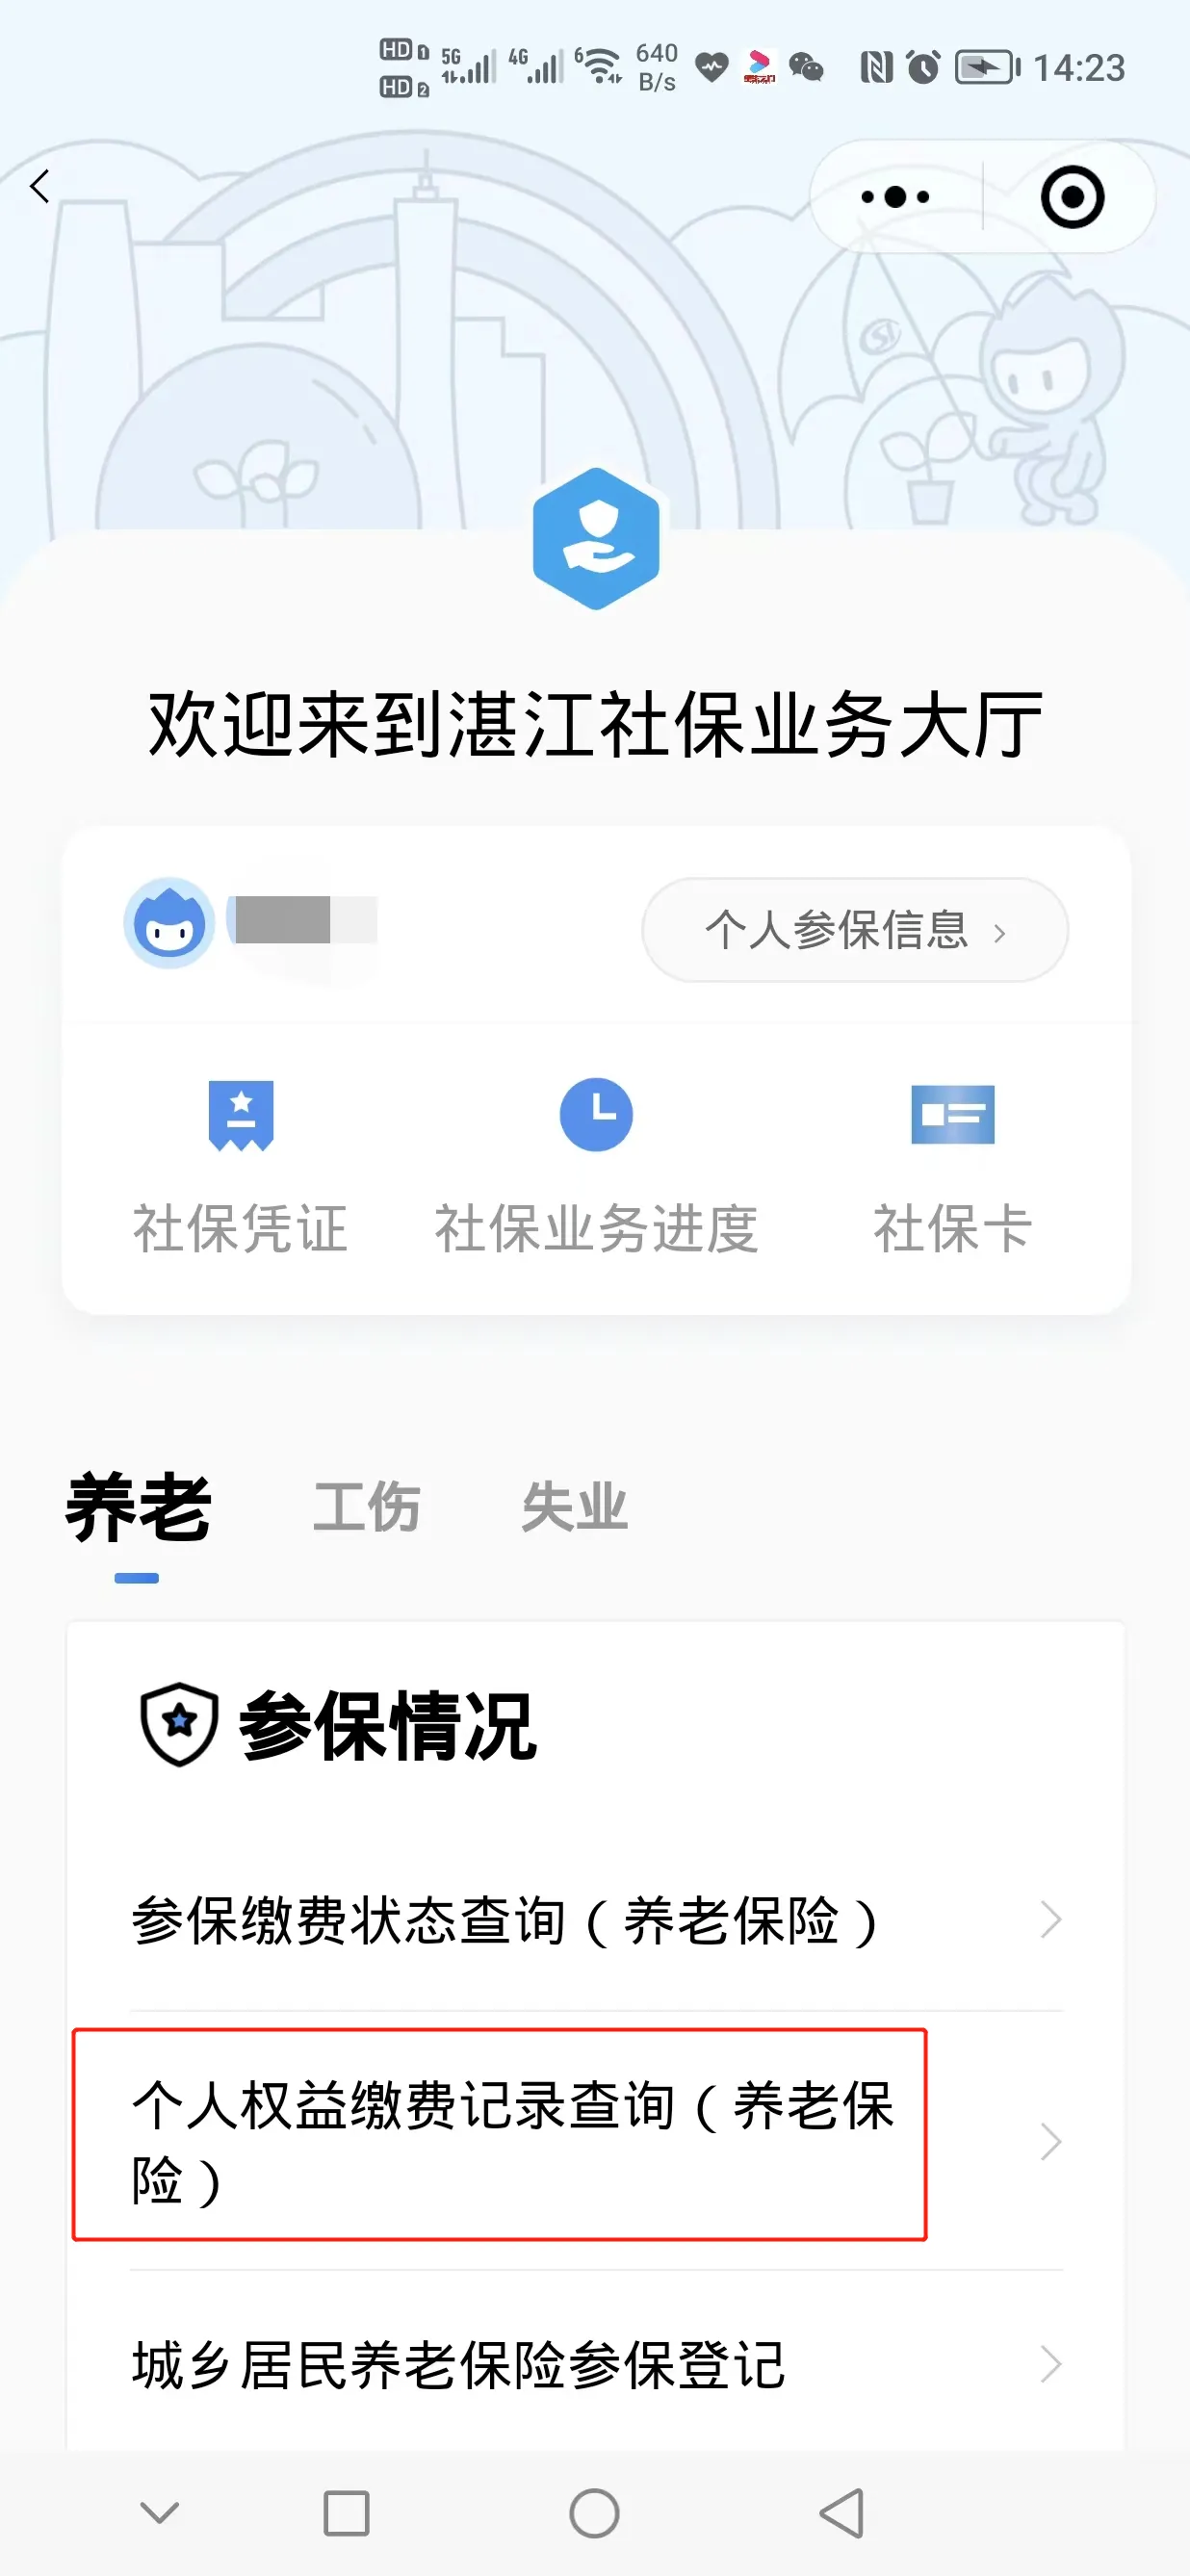 HD 1 5G 4G 6 640 14:23
HD 2 B/s
欢迎来到湛江社保业务大厅
个人参保信息
社保凭证 社保业务进度 社保卡
养老 工伤 失业
参保情况
参保缴费状态查询（养老保险）
个人权益缴费记录查询（养老保
险）
城乡居民养老保险参保登记